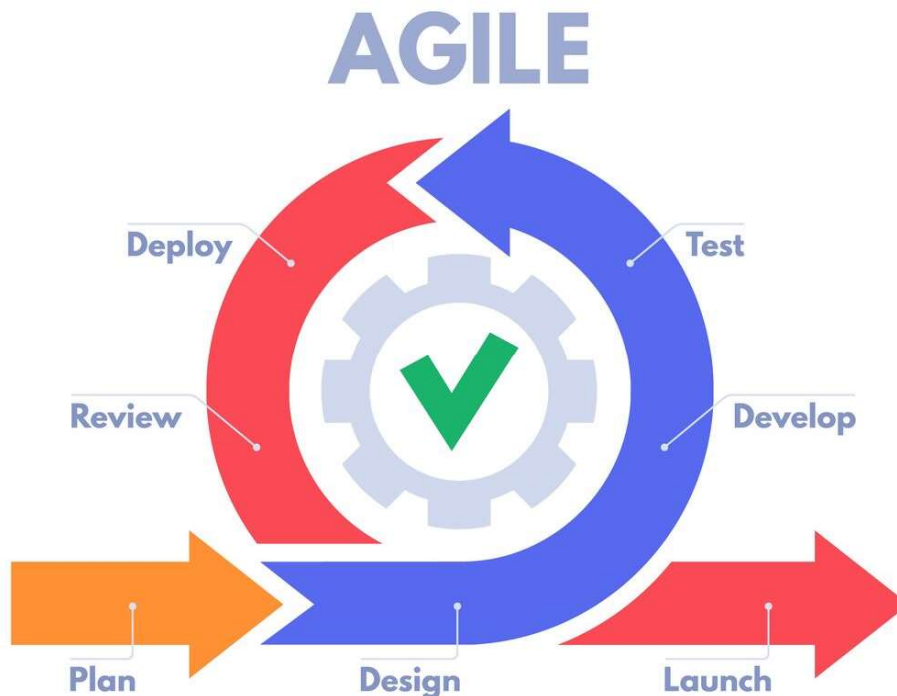 AGILE
Deploy
Test
Review
Develop
Plan
Design
Launch